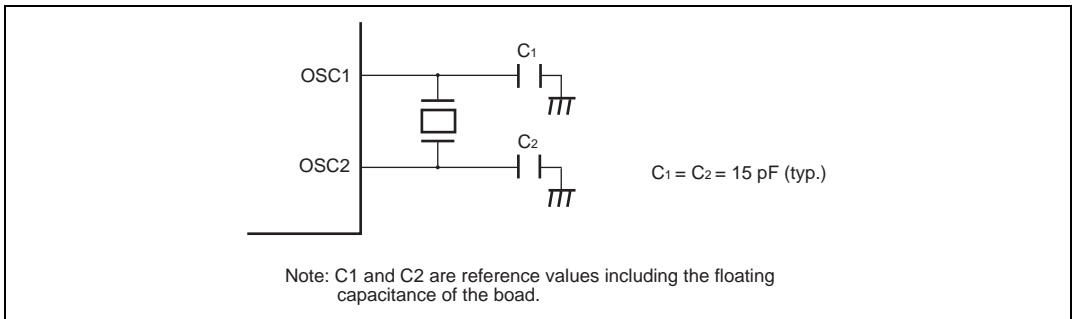 C1
OSC1
C2
OSC2
C1 = C2 = 15 pF (typ.)
Note: C1 and C2 are reference values including the floating
capacitance of the boad.